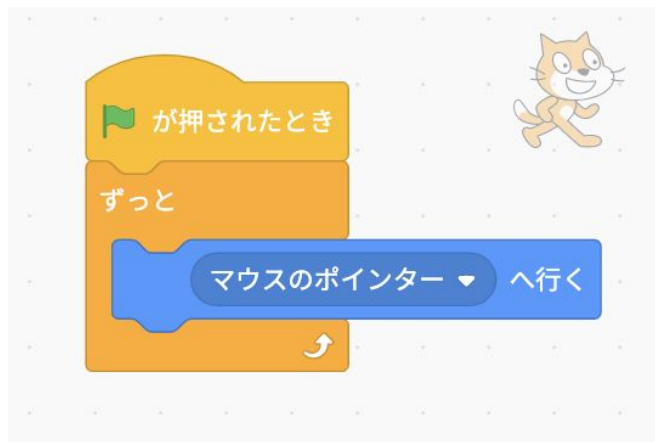 が押されたとき
ずっと
マウスのポインター へ行く